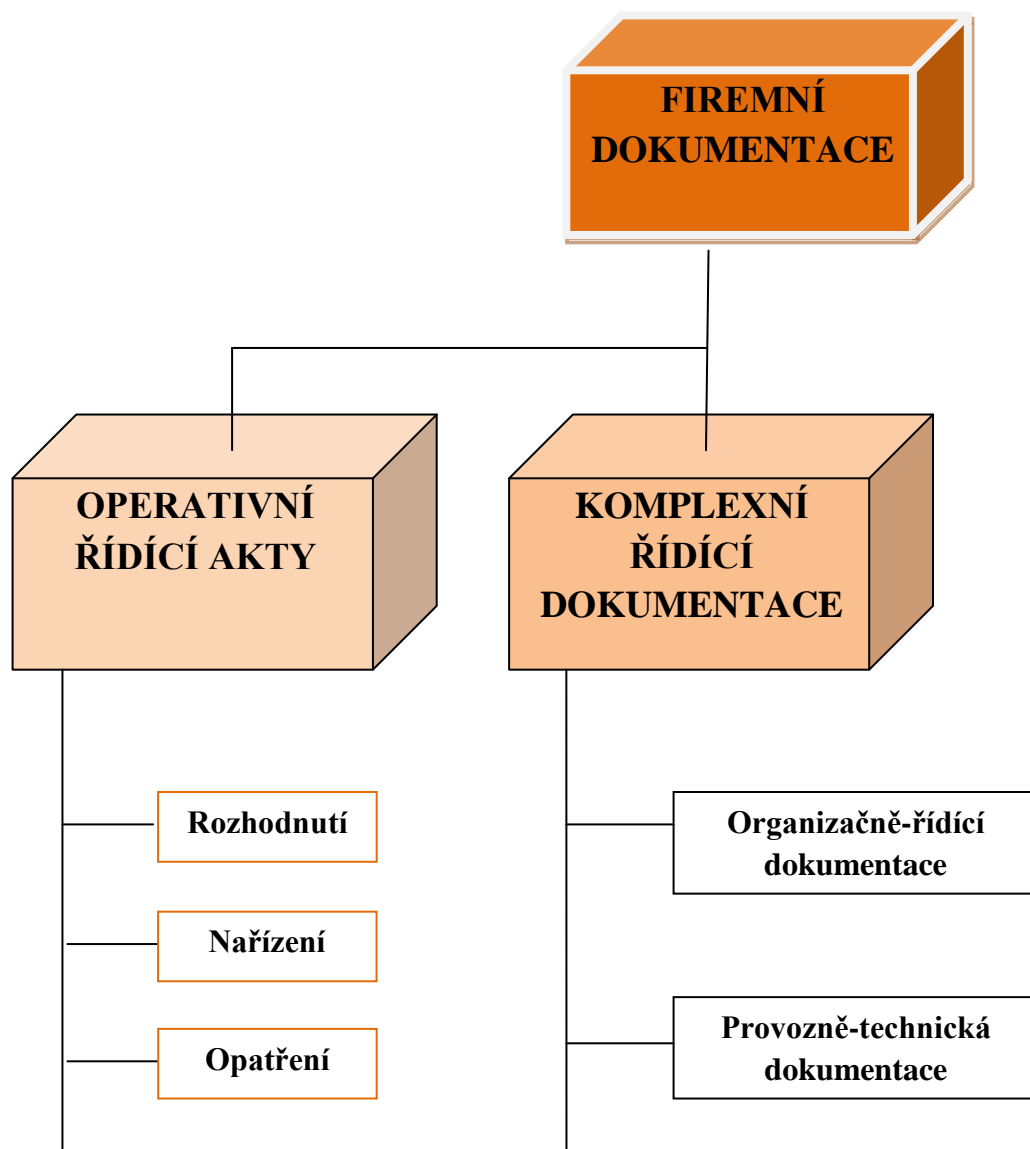 FIREMNÍ
DOKUMENTACE
OPERATIVNÍ
ŘÍDÍCÍ AKTY
KOMPLEXNÍ
ŘÍDÍCÍ
DOKUMENTACE
Rozhodnutí
Nařízení
Opatření
Organizačně-řídící
dokumentace
Provozně-technická
dokumentace